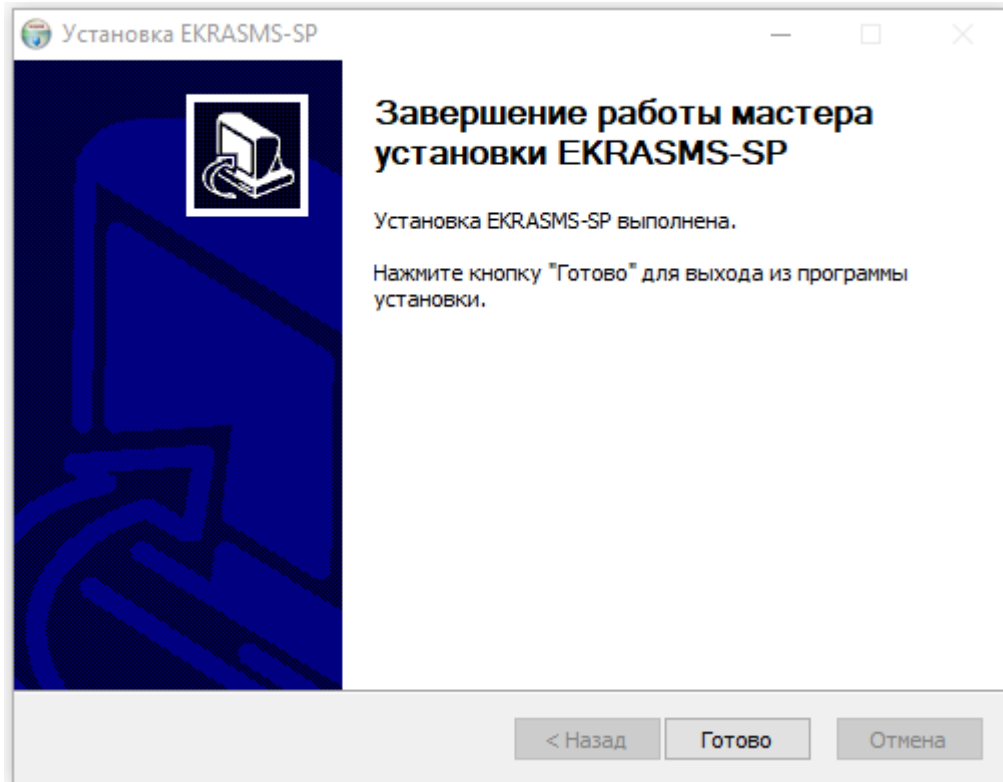 Установка EKRASMS-SP
Завершение работы мастера
установки EKRASMS-SP
Установка EKRASMS-SP выполнена.
Нажмите кнопку "Готово" для выхода из программы
установки.
< Назад
Готово
Отмена